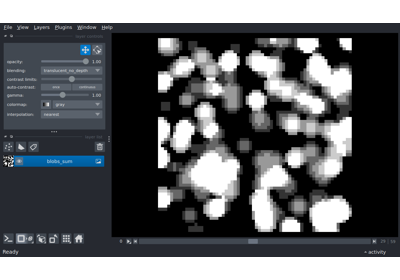 File View Layers Plugins Window Help
opacity: 1.00
blending: translucent_no_depth
contrast limits:
auto-contrast: once continuous
gamma: 1.00
colormap: gray
interpolation: nearest
blobs_sum
activity